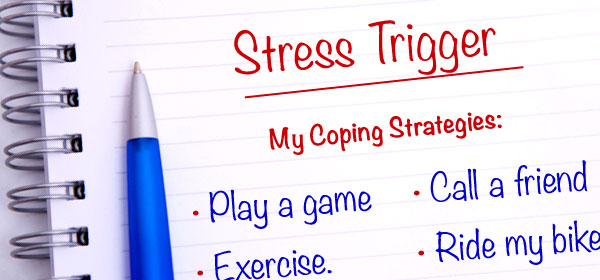 Stress Trigger
My Coping Strategies:
• Play a game
• Call a friend
• Exercise.
• Ride my bike